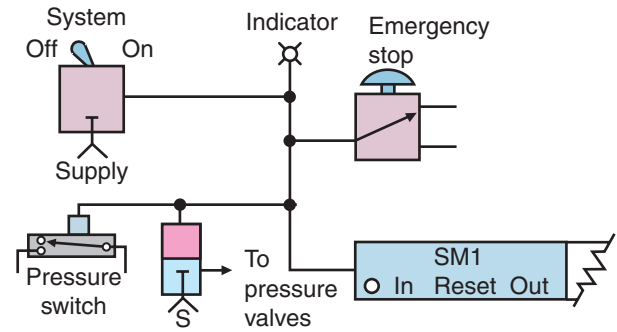 System
Off On
Supply
Indicator
Emergency
stop
Pressure
switch
S
To
pressure
valves
SM1
In Reset Out